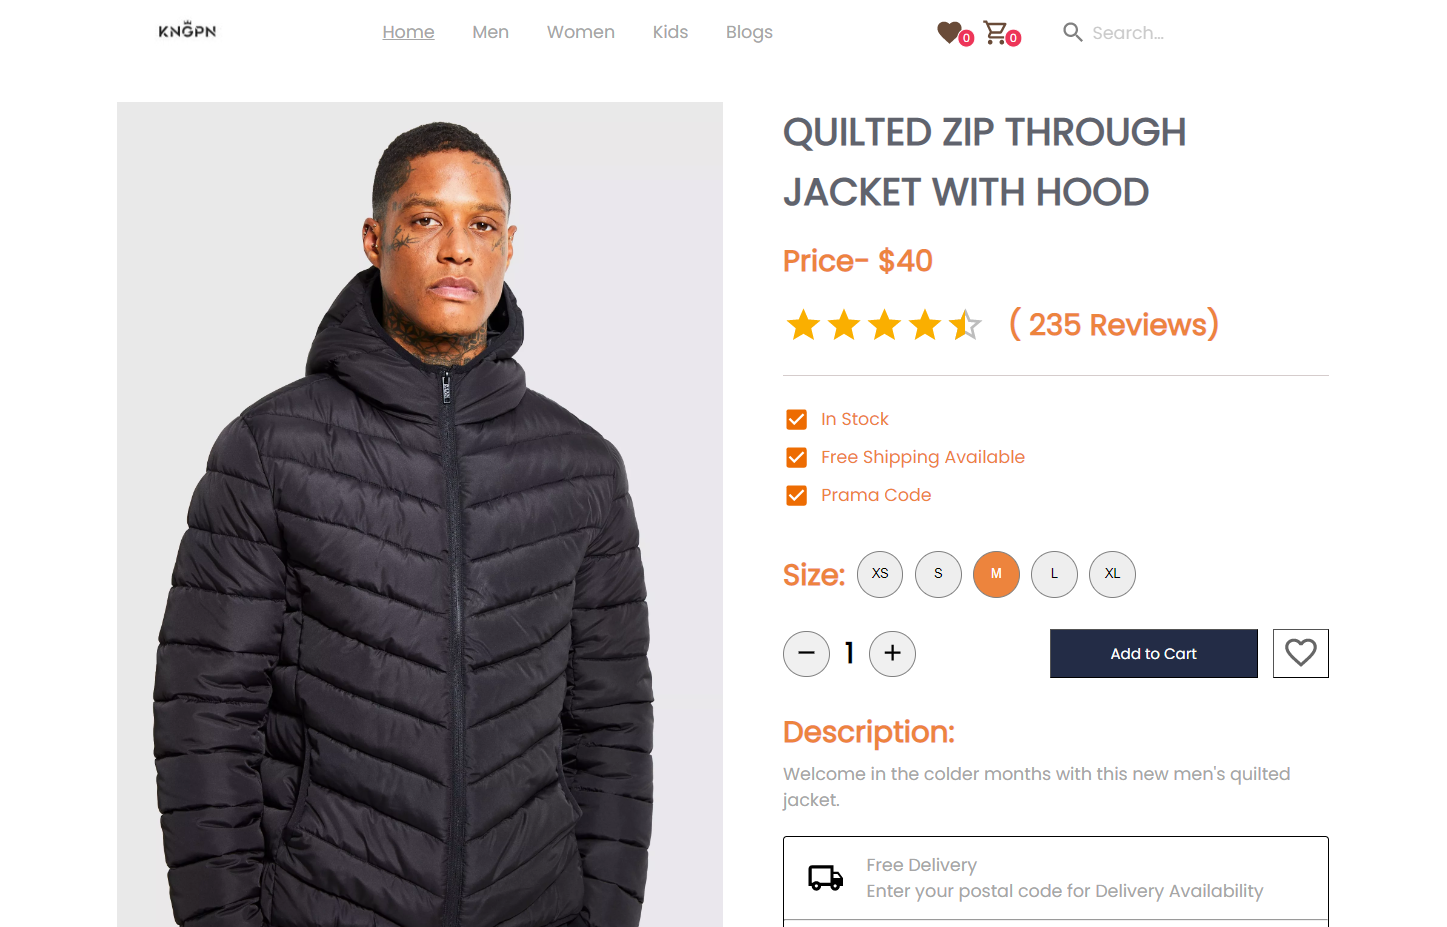 KNGPN
Home Men Women Kids Blogs
0 0 Search...
QUILTED ZIP THROUGH
JACKET WITH HOOD
Price- $40
( 235 Reviews)
In Stock
Free Shipping Available
Prama Code
Size: XS S M L XL
1
Add to Cart
Description:
Welcome in the colder months with this new men's quilted
jacket.
Free Delivery
Enter your postal code for Delivery Availability